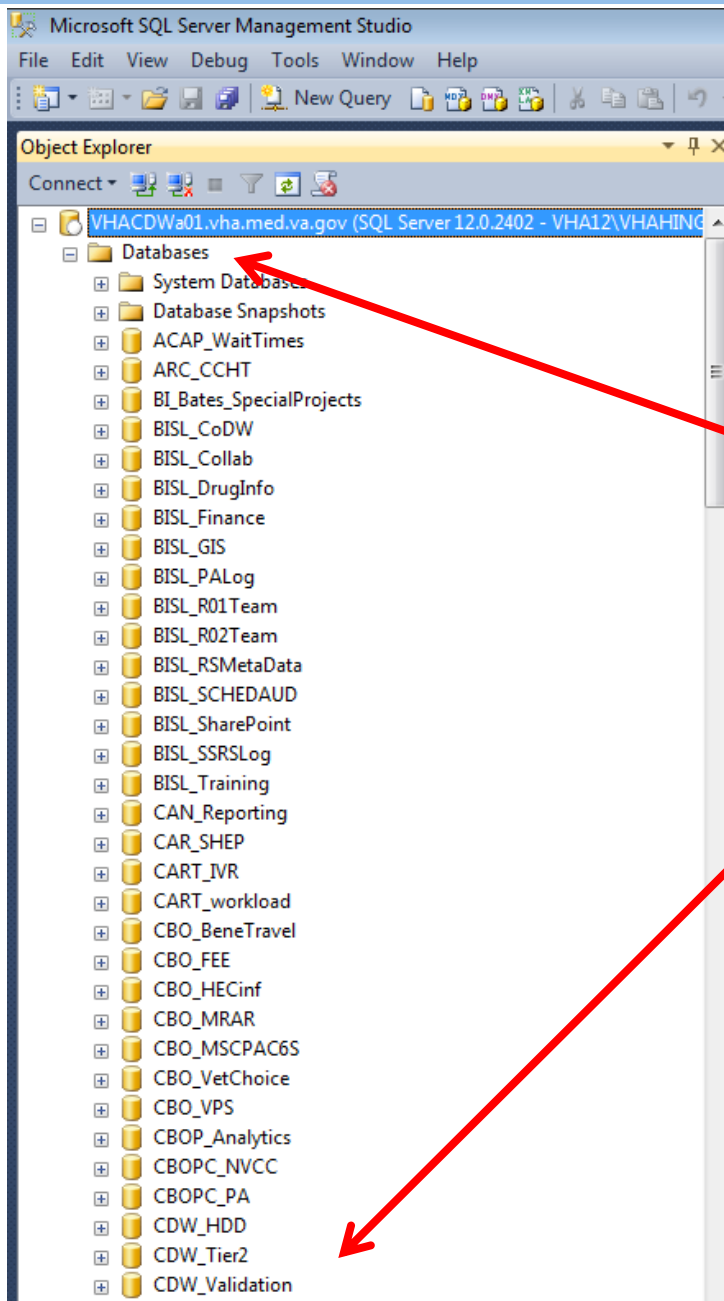 Microsoft SQL Server Management Studio
File Edit View Debug Tools Window Help
New Query
Object Explorer
Connect
VHACDWa01.vha.med.va.gov (SQL Server 12.0.2402 - VHA12\VHAHING
Databases
System Databases
Database Snapshots
ACAP_WaitTimes
ARC_CCHT
BI_Bates_SpecialProjects
BISL_CoDW
BISL_Collab
BISL_DrugInfo
BISL_Finance
BISL_GIS
BISL_PALog
BISL_R01Team
BISL_R02Team
BISL_RSMetaData
BISL_SCHEDAUD
BISL_SharePoint
BISL_SSRSLog
BISL_Training
CAN_Reporting
CAR_SHEP
CART_IVR
CART_workload
CBO_BeneTravel
CBO_FEE
CBO_HECinf
CBO_MRAR
CBO_MSCPAC6S
CBO_VetChoice
CBO_VPS
CBOP_Analytics
CBOPC_NVCC
CBOPC_PA
CDW_HDD
CDW_Tier2
CDW_Validation